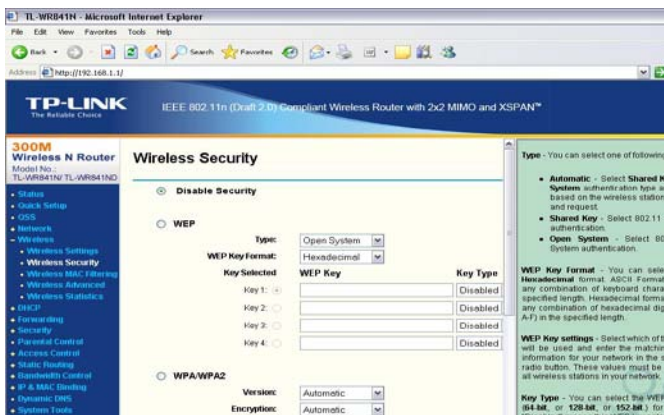 TL-WR841N - Microsoft Internet Explorer
File Edit View Favorites Tools Help
Back Search Favorites
Address http://192.168.1.1/
TP-LINK
The Reliable Choice
IEEE 802.11n (Draft 2.0) Compliant Wireless Router with 2x2 MIMO and XSPAN™
300M
Wireless N Router
Model No.:
TL-WR841N/ TL-WR841ND
Status
Quick Setup
QSS
Network
Wireless
Wireless Settings
Wireless Security
Wireless MAC Filtering
Wireless Advanced
Wireless Statistics
DHCP
Forwarding
Security
Parental Control
Access Control
Static Routing
Bandwidth Control
IP & MAC Binding
Dynamic DNS
System Tools
Wireless Security
Disable Security
WEP
Type: Open System
WEP Key Format: Hexadecimal
Key Selected WEP Key Key Type
Key 1: Disabled
Key 2: Disabled
Key 3: Disabled
Key 4: Disabled
WPA/WPA2
Version: Automatic
Encryption: Automatic
Type - You can select one of following
Automatic - Select Shared K
System authentication type a
based on the wireless station
and request.
Shared Key - Select 802.11
authentication.
Open System - Select 80
System authentication.
WEP Key Format - You can sele
Hexadecimal format. ASCII Format
any combination of keyboard chara
specified length. Hexadecimal forma
any combination of hexadecimal dig
A-F) in the specified length.
WEP Key settings - Select which of t
will be used and enter the matchin
information for your network in the s
radio button. These values must be
all wireless stations in your network.
Key Type - You can select the WEP
(64-bit, or 128-bit, or 152-bit.) for